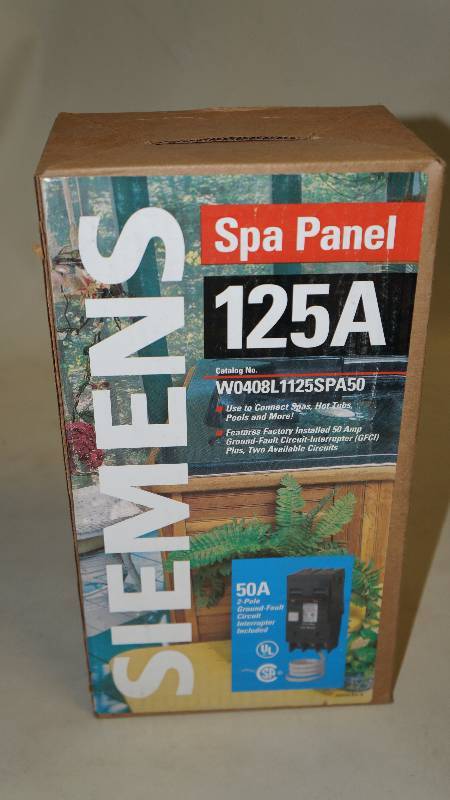 SIEMENS
Spa Panel
125A
Catalog No.
W0408L1125SPA50
Use to Connect Spas, Hot Tubs,
Pools and More!
Features Factory Installed 50 Amp
Ground-Fault Circuit-Interrupter (GFCI)
Plus, Two Available Circuits
50A
2-Pole
Ground-Fault
Circuit
Interrupter
Included
UL
SP